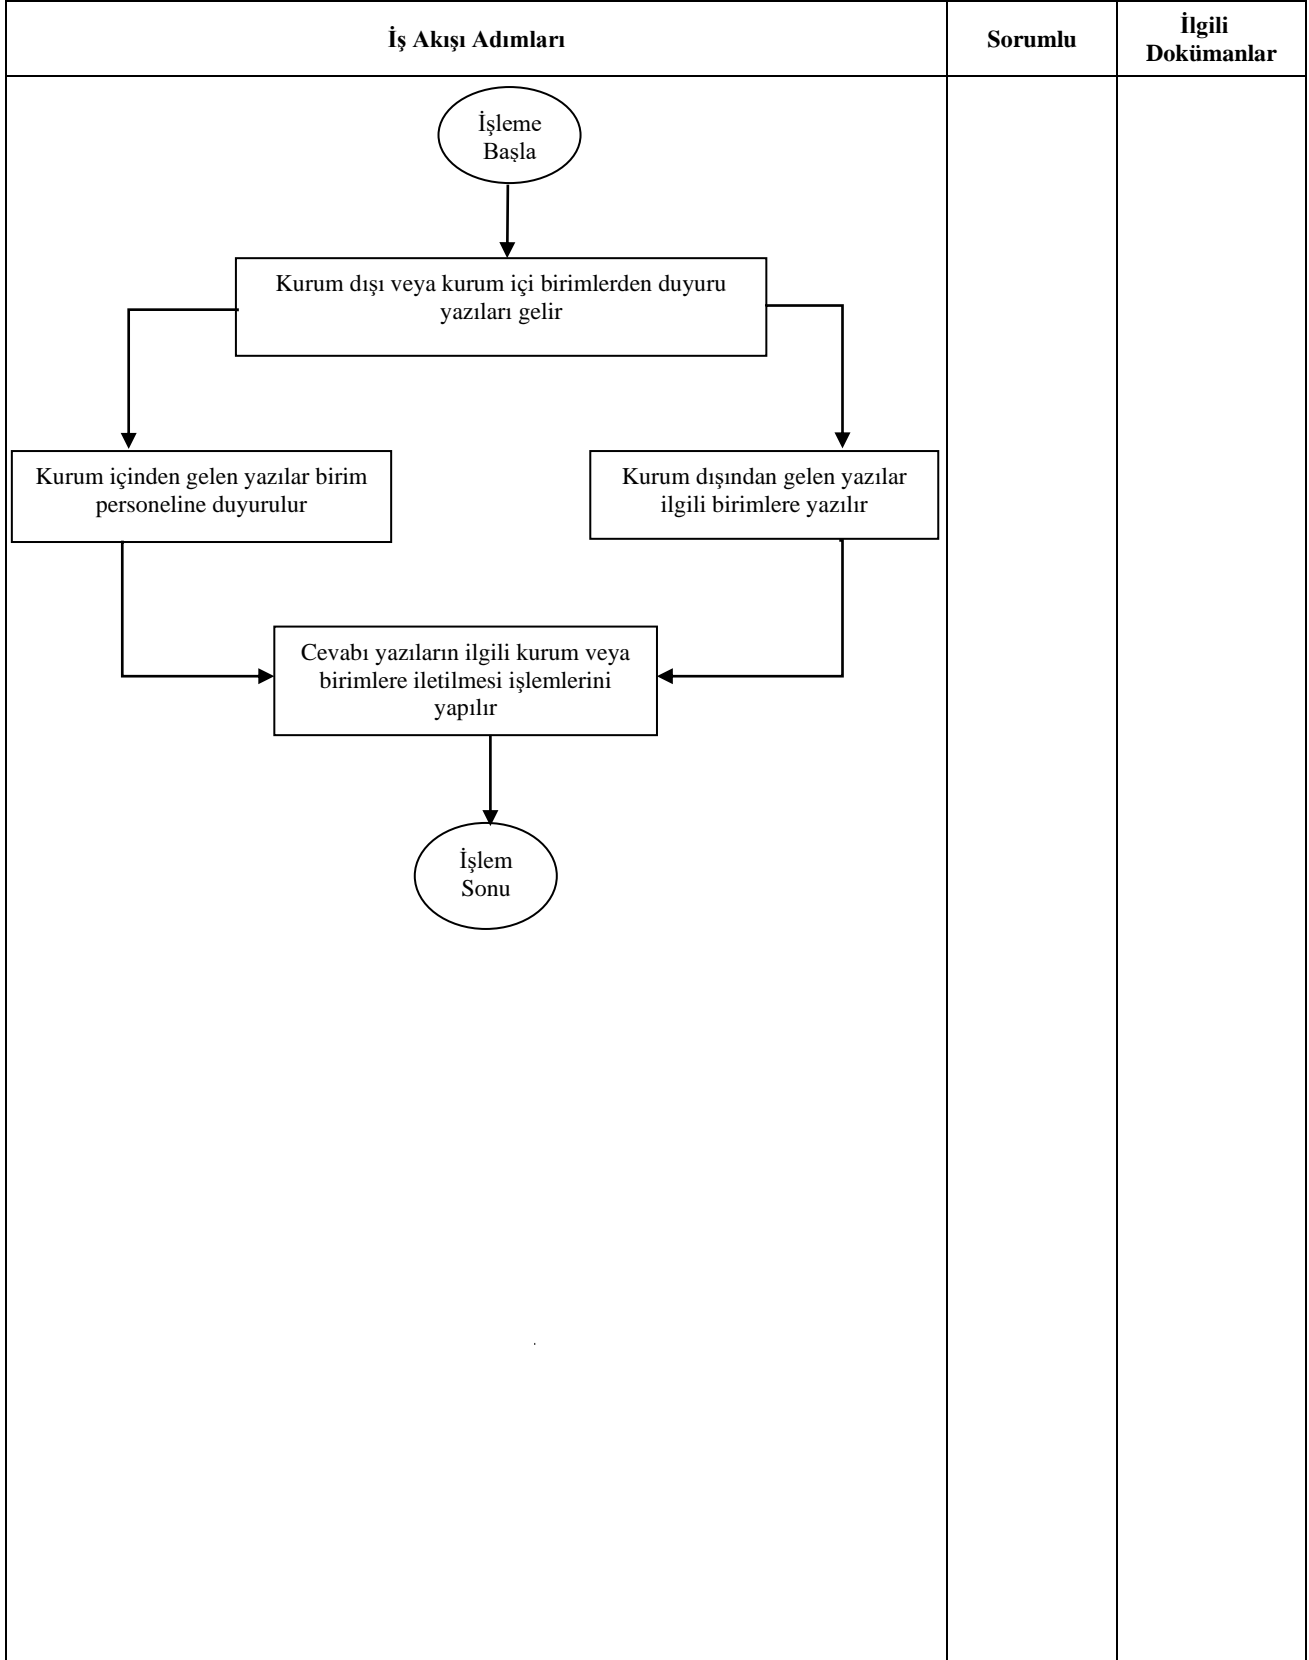 İş Akışı Adımları
Sorumlu
İlgili
Dokümanlar
İşleme
Başla
Kurum dışı veya kurum içi birimlerden duyuru
yazıları gelir
Kurum içinden gelen yazılar birim
personeline duyurulur
Kurum dışından gelen yazılar
ilgili birimlere yazılır
Cevabı yazıların ilgili kurum veya
birimlere iletilmesi işlemlerini
yapılır
İşlem
Sonu